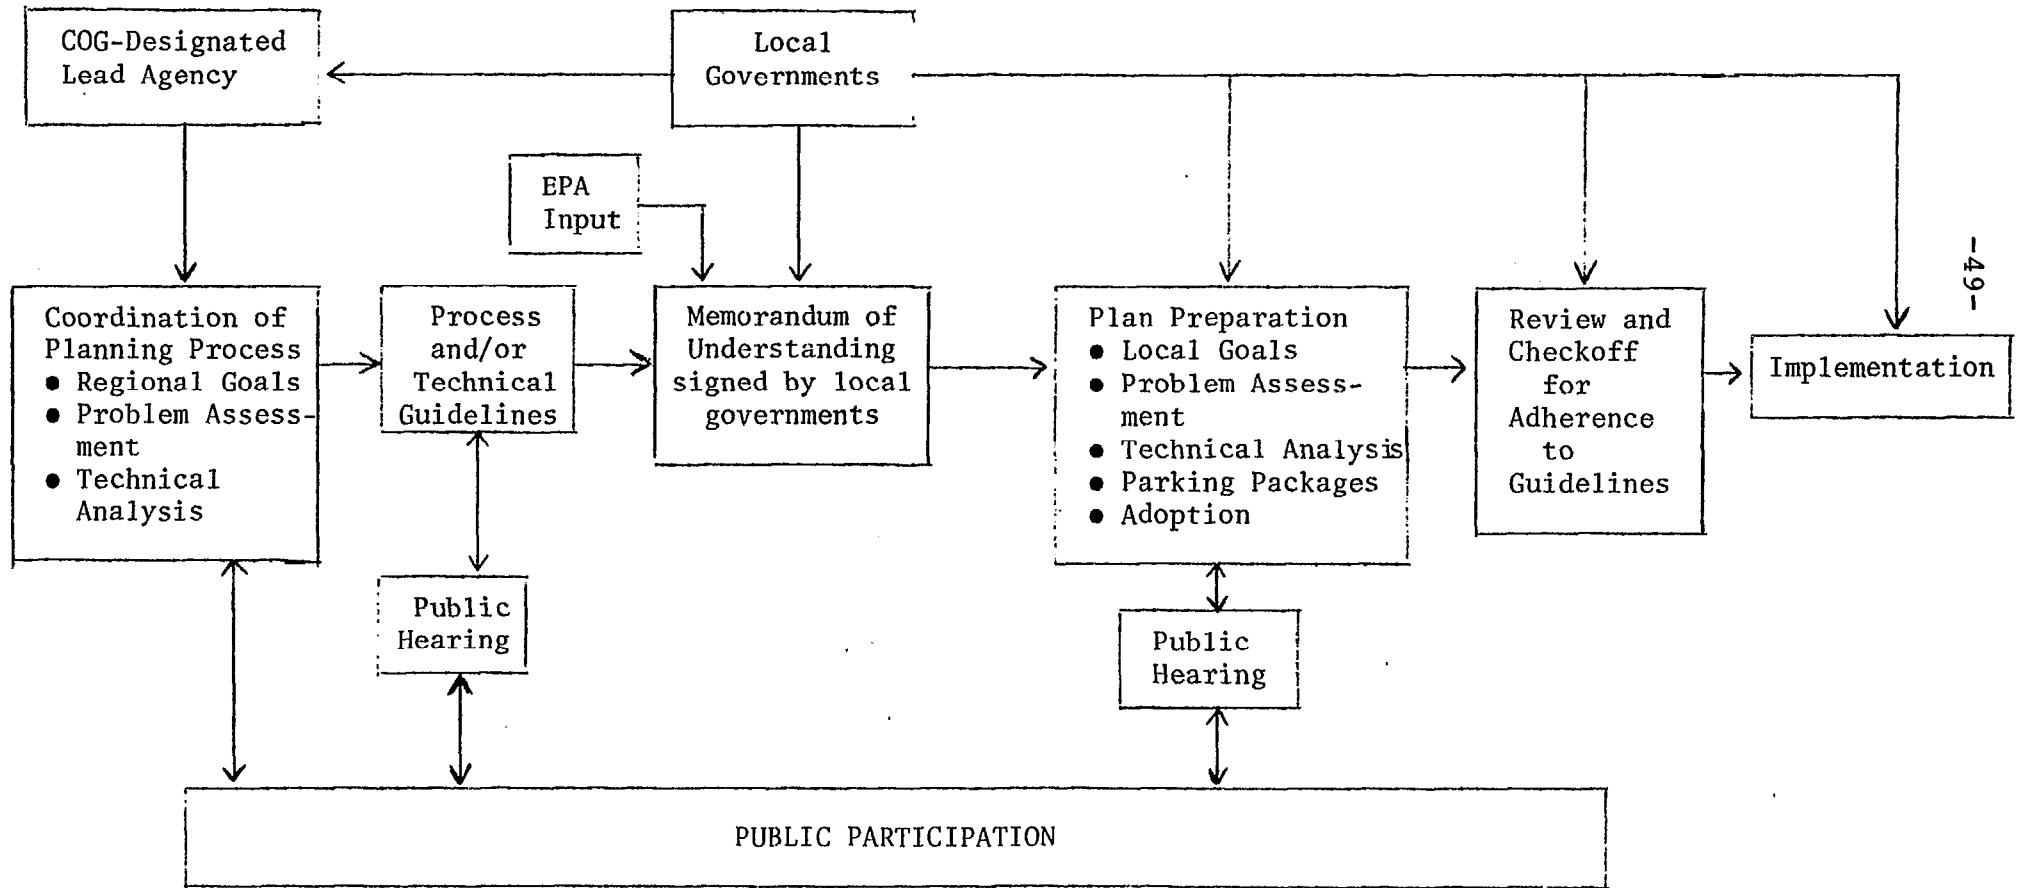 COG-Designated
Lead Agency
Local
Governments
EPA
Input
-49-
Coordination of
Planning Process
● Regional Goals
● Problem Assess-
ment
● Technical
Analysis
Process
and/or
Technical
Guidelines
Memorandum of
Understanding
signed by local
governments
Plan Preparation
● Local Goals
● Problem Assess-
ment
● Technical Analysis
● Parking Packages
● Adoption
Review and
Checkoff
for
Adherence
to
Guidelines
Implementation
Public
Hearing
Public
Hearing
PUBLIC PARTICIPATION